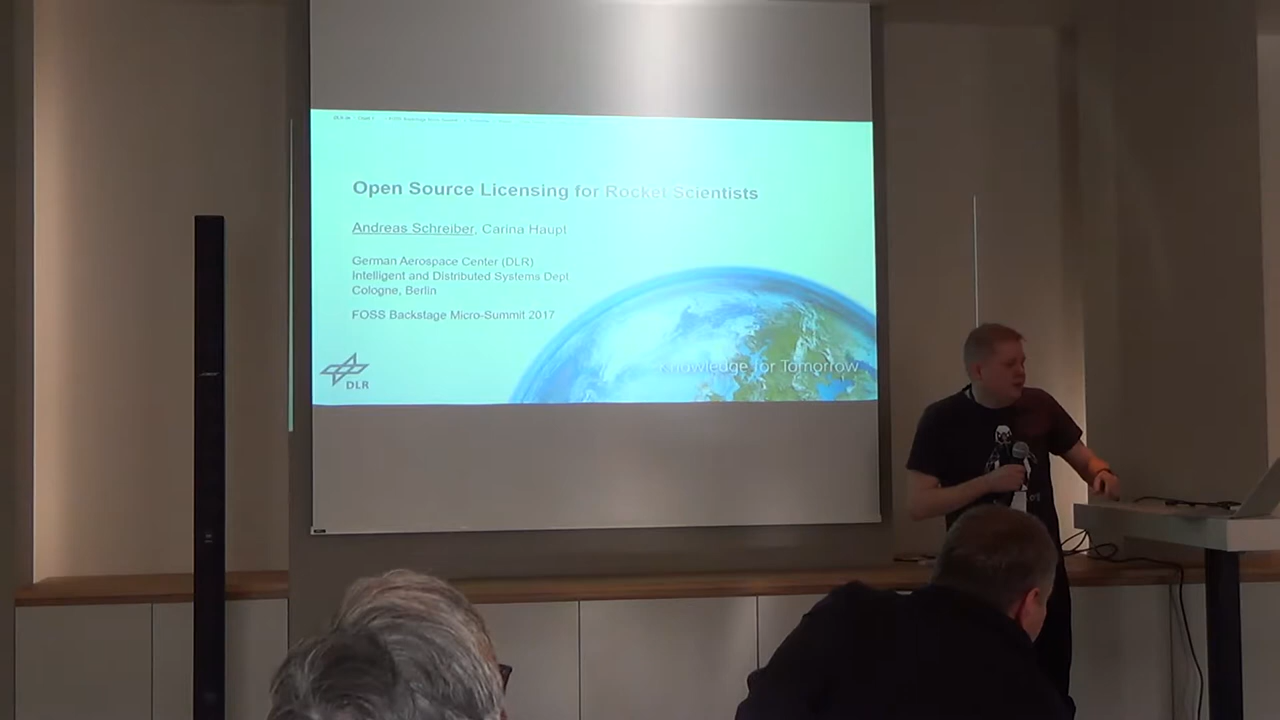 Open Source Licensing for Rocket Scientists
Andreas Schreiber, Carina Haupt
German Aerospace Center (DLR)
Intelligent and Distributed Systems Dept
Cologne, Berlin
FOSS Backstage Micro-Summit 2017
Knowledge for Tomorrow
DLR